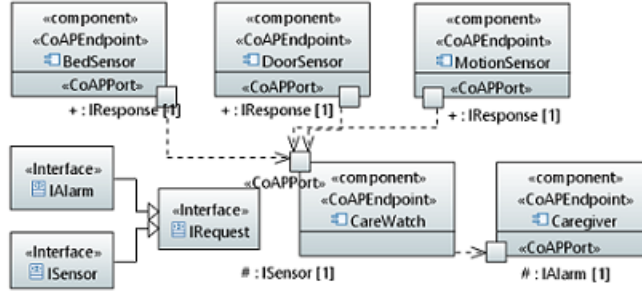 «component»
«CoAPEndpoint»
BedSensor
«CoAPPort»
+ : IResponse [1]
«component»
«CoAPEndpoint»
DoorSensor
«CoAPPort»
+ : IResponse [1]
«component»
«CoAPEndpoint»
MotionSensor
«CoAPPort»
+ : IResponse [1]
«Interface»
IAlarm
«Interface»
ISensor
«Interface»
IRequest
«CoAPPort»
«component»
«CoAPEndpoint»
CareWatch
# : ISensor [1]
«component»
«CoAPEndpoint»
Caregiver
«CoAPPort»
# : IAlarm [1]